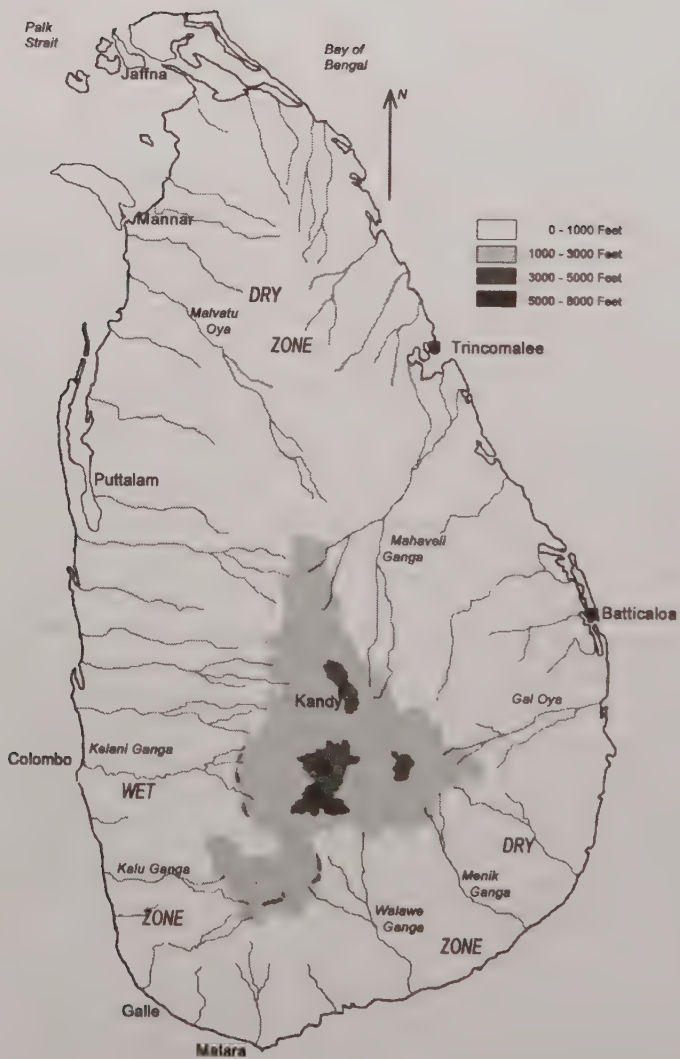 Palk
Strait
Bay of
Bengal
Jaffna
N
Mannar
0 - 1000 Feet
1000 - 3000 Feet
3000 - 5000 Feet
5000 - 8000 Feet
DRY
Malvatu
Oya
ZONE
Trincomalee
Puttalam
Mahaveli
Ganga
Batticaloa
Kandy
Gal Oya
Kelani Ganga
Colombo
WET
DRY
Kalu Ganga
Menik
Ganga
Walawe
Ganga
ZONE
ZONE
Galle
Matara